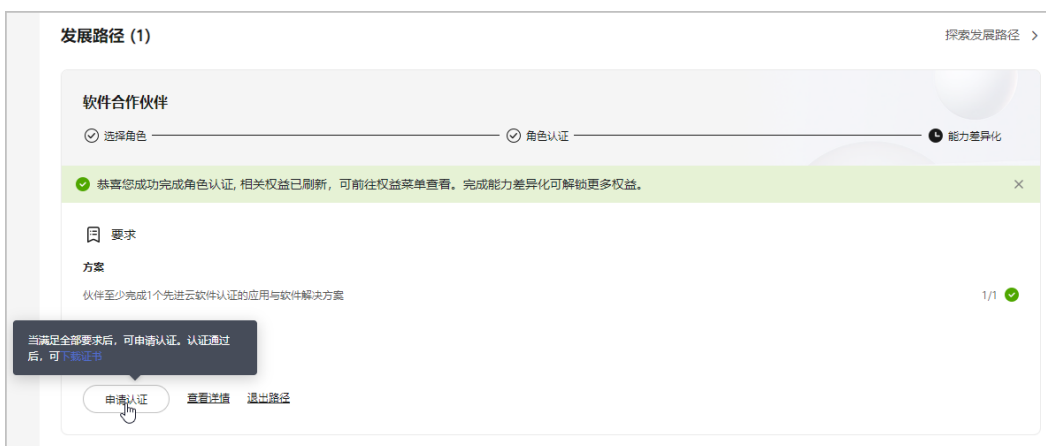 发展路径 (1)
探索发展路径
软件合作伙伴
选择角色
角色认证
能力差异化
恭喜您成功完成角色认证, 相关权益已刷新，可前往权益菜单查看。完成能力差异化可解锁更多权益。
要求
方案
伙伴至少完成1个先进云软件认证的应用与软件解决方案
1/1
当满足全部要求后，可申请认证。认证通过
后，可下载证书
申请认证
查看详情
退出路径